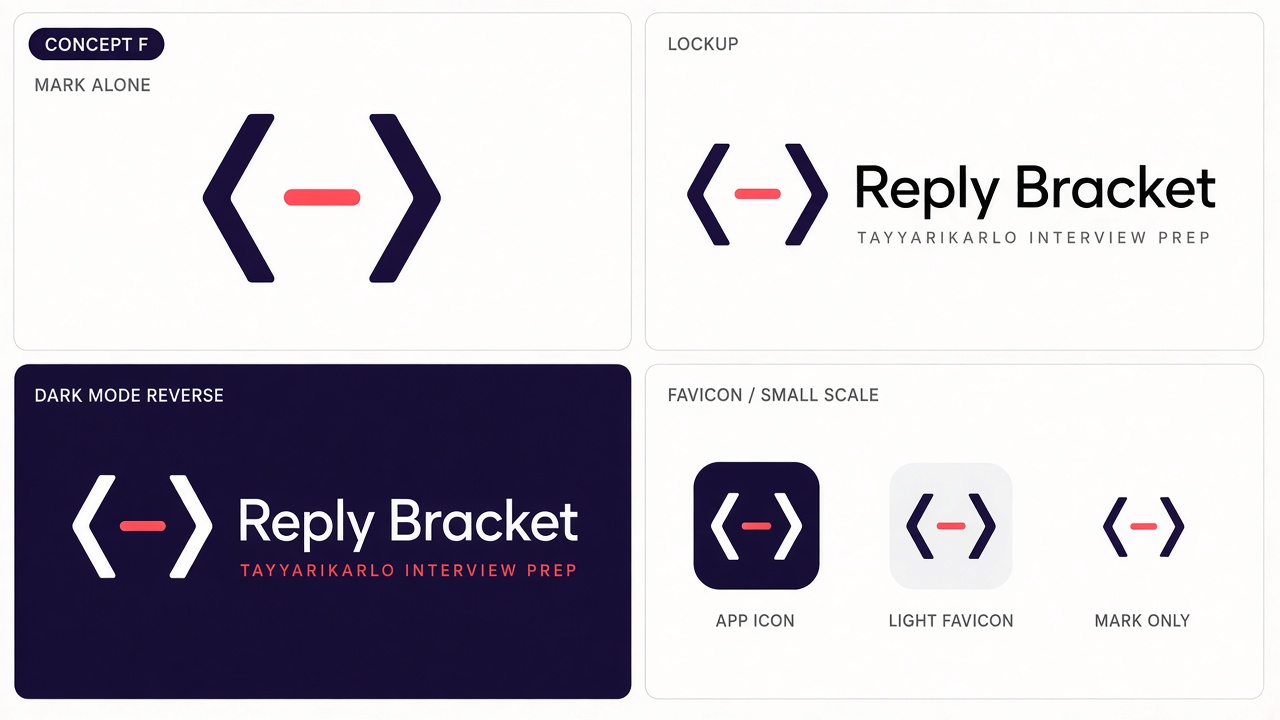 CONCEPT F
MARK ALONE
LOCKUP
Reply Bracket
TAYYARIKARLO INTERVIEW PREP
DARK MODE REVERSE
Reply Bracket
TAYYARIKARLO INTERVIEW PREP
FAVICON / SMALL SCALE
APP ICON
LIGHT FAVICON
MARK ONLY